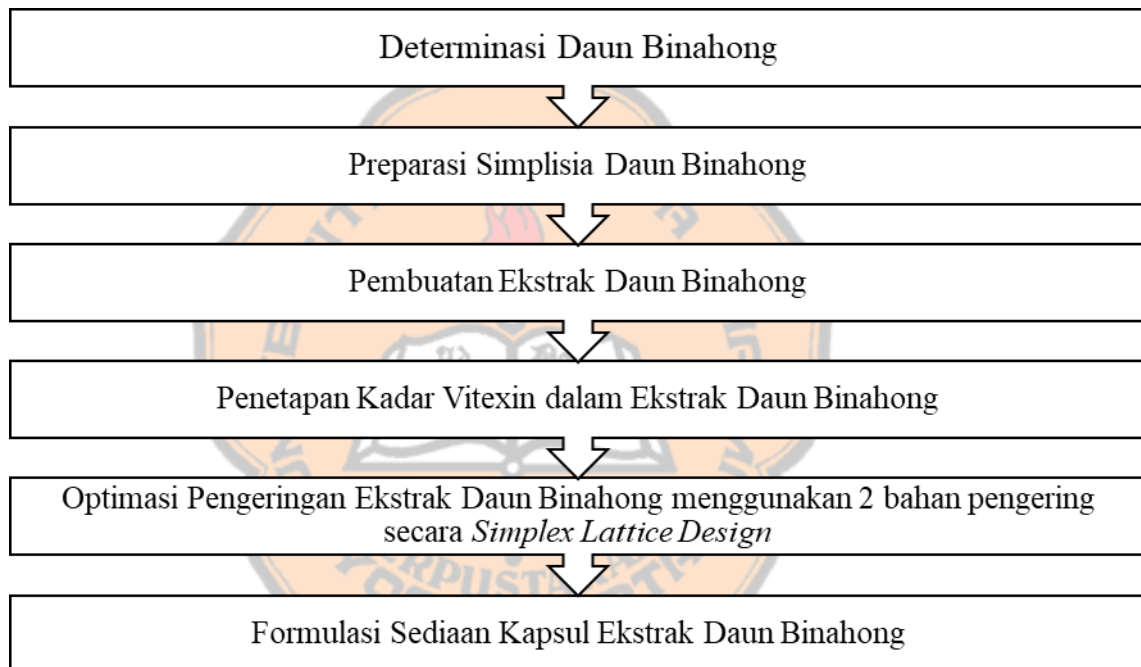 Determinasi Daun Binahong
Preparasi Simplisia Daun Binahong
Pembuatan Ekstrak Daun Binahong
Penetapan Kadar Vitexin dalam Ekstrak Daun Binahong
Optimasi Pengeringan Ekstrak Daun Binahong menggunakan 2 bahan pengering
secara Simplex Lattice Design
Formulasi Sediaan Kapsul Ekstrak Daun Binahong